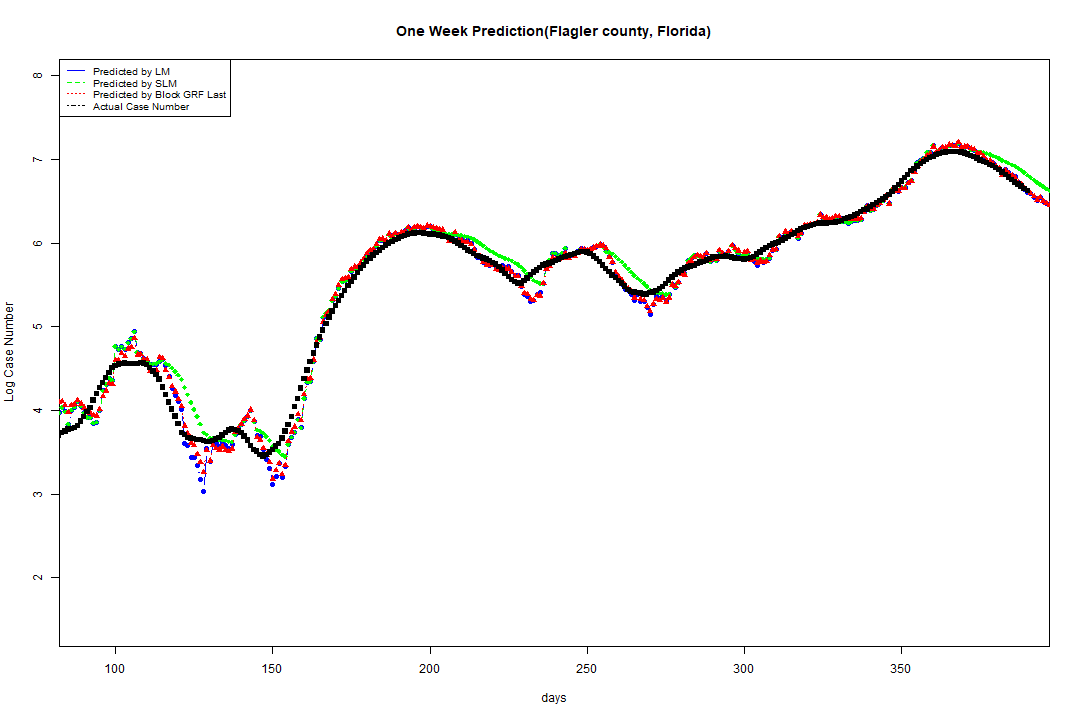 One Week Prediction(Flagler county, Florida)
Predicted by LM
Predicted by SLM
Predicted by Block GRF Last
Actual Case Number
8
7
6
5
4
3
2
Log Case Number
100 150 200 250 300 350
days